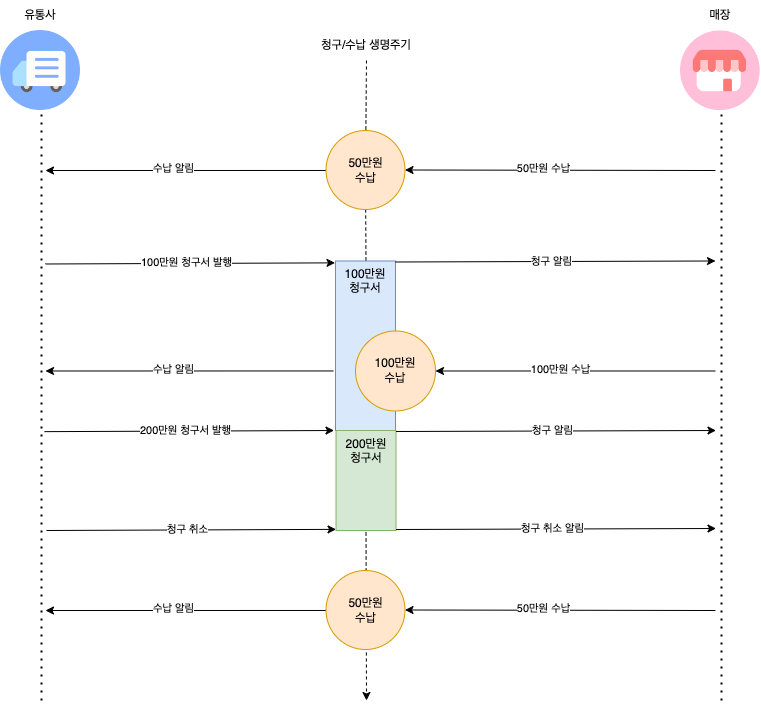 유통사
매장
청구/수납 생명주기
수납 알림
50만원
수납
50만원 수납
100만원 청구서 발행
청구 알림
100만원
청구서
수납 알림
100만원
수납
100만원 수납
200만원 청구서 발행
청구 알림
200만원
청구서
청구 취소
청구 취소 알림
수납 알림
50만원
수납
50만원 수납